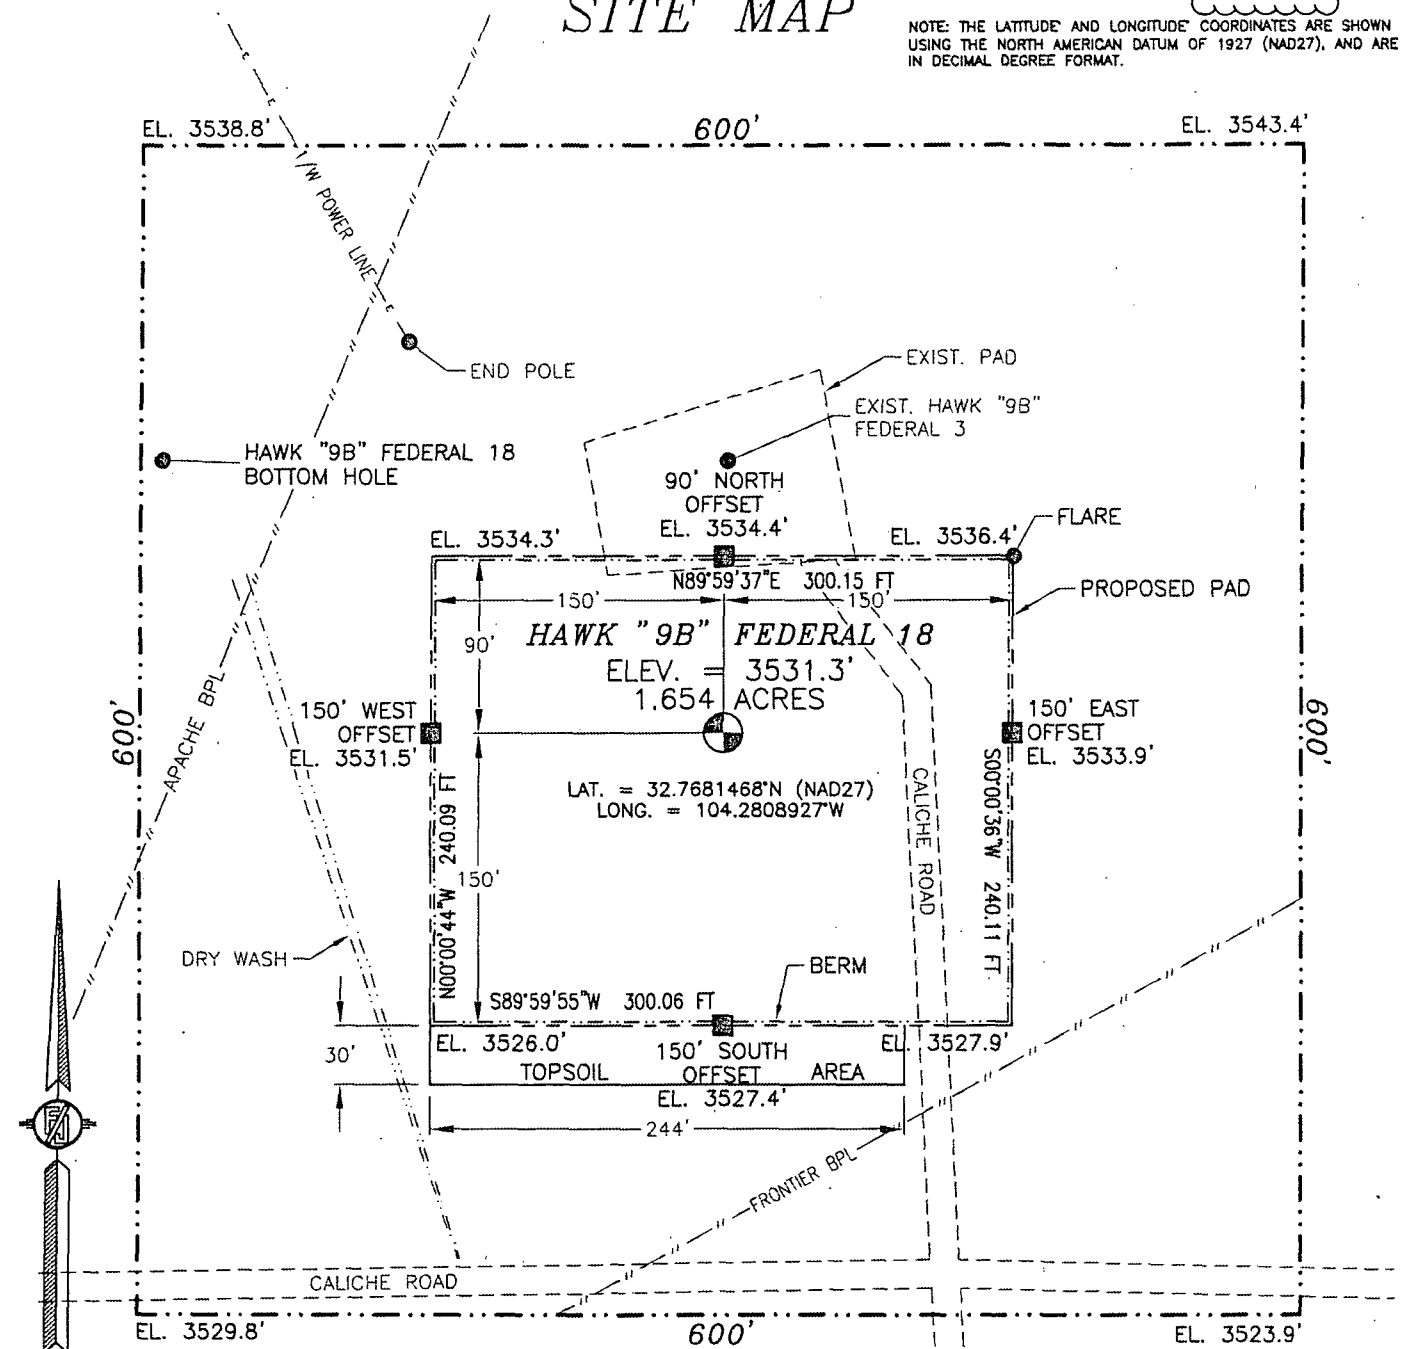 SITE MAP
NOTE: THE LATITUDE AND LONGITUDE COORDINATES ARE SHOWN
USING THE NORTH AMERICAN DATUM OF 1927 (NAD27), AND ARE
IN DECIMAL DEGREE FORMAT.
EL. 3538.8'
600'
EL. 3543.4'
1/W POWER LINE
END POLE
EXIST. PAD
EXIST. HAWK "9B"
FEDERAL 3
HAWK "9B" FEDERAL 18
BOTTOM HOLE
90' NORTH
OFFSET
EL. 3534.4'
EL. 3534.3'
EL. 3536.4'
FLARE
N89°59'37"E 300.15 FT
150'
150'
PROPOSED PAD
90'
HAWK "9B" FEDERAL 18
ELEV. = 3531.3'
1.654 ACRES
150' WEST
OFFSET
EL. 3531.5'
150' EAST
OFFSET
EL. 3533.9'
600'
600'
APACHE BPL
LAT. = 32.7681468°N (NAD27)
LONG. = 104.2808927°W
CALICHE ROAD
S00°00'36"W 240.11 FT
N00°00'44"W 240.09 FT
150'
DRY WASH
BERM
S89°59'55"W 300.06 FT
EL. 3526.0'
150' SOUTH
OFFSET
EL. 3527.4'
EL. 3527.9'
30'
TOPSOIL AREA
244'
FRONTIER BPL
CALICHE ROAD
EL. 3529.8'
600'
EL. 3523.9'